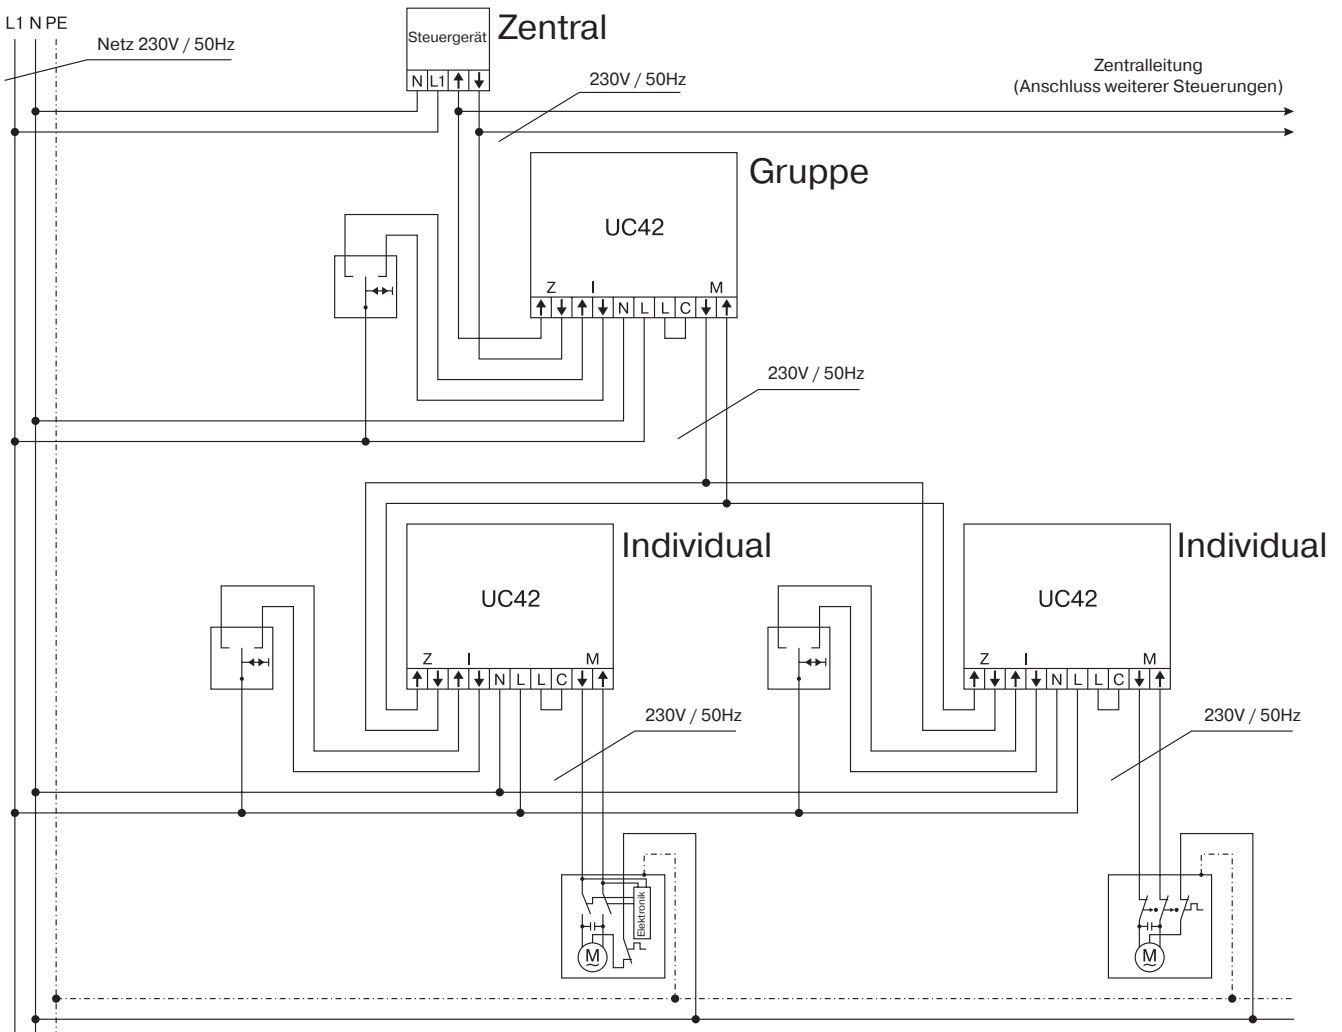 L1 N PE
Netz 230V / 50Hz
Steuergerät
Zentral
N L1 ↑ ↓
230V / 50Hz
Zentralleitung
(Anschluss weiterer Steuerungen)
Gruppe
UC42
Z I M
↑ ↓ ↑ ↓ N L L C ↓ ↑
230V / 50Hz
Individual
UC42
Z I M
↑ ↓ ↑ ↓ N L L C ↓ ↑
230V / 50Hz
Individual
UC42
Z I M
↑ ↓ ↑ ↓ N L L C ↓ ↑
230V / 50Hz
Elektronik
M
~
M
~